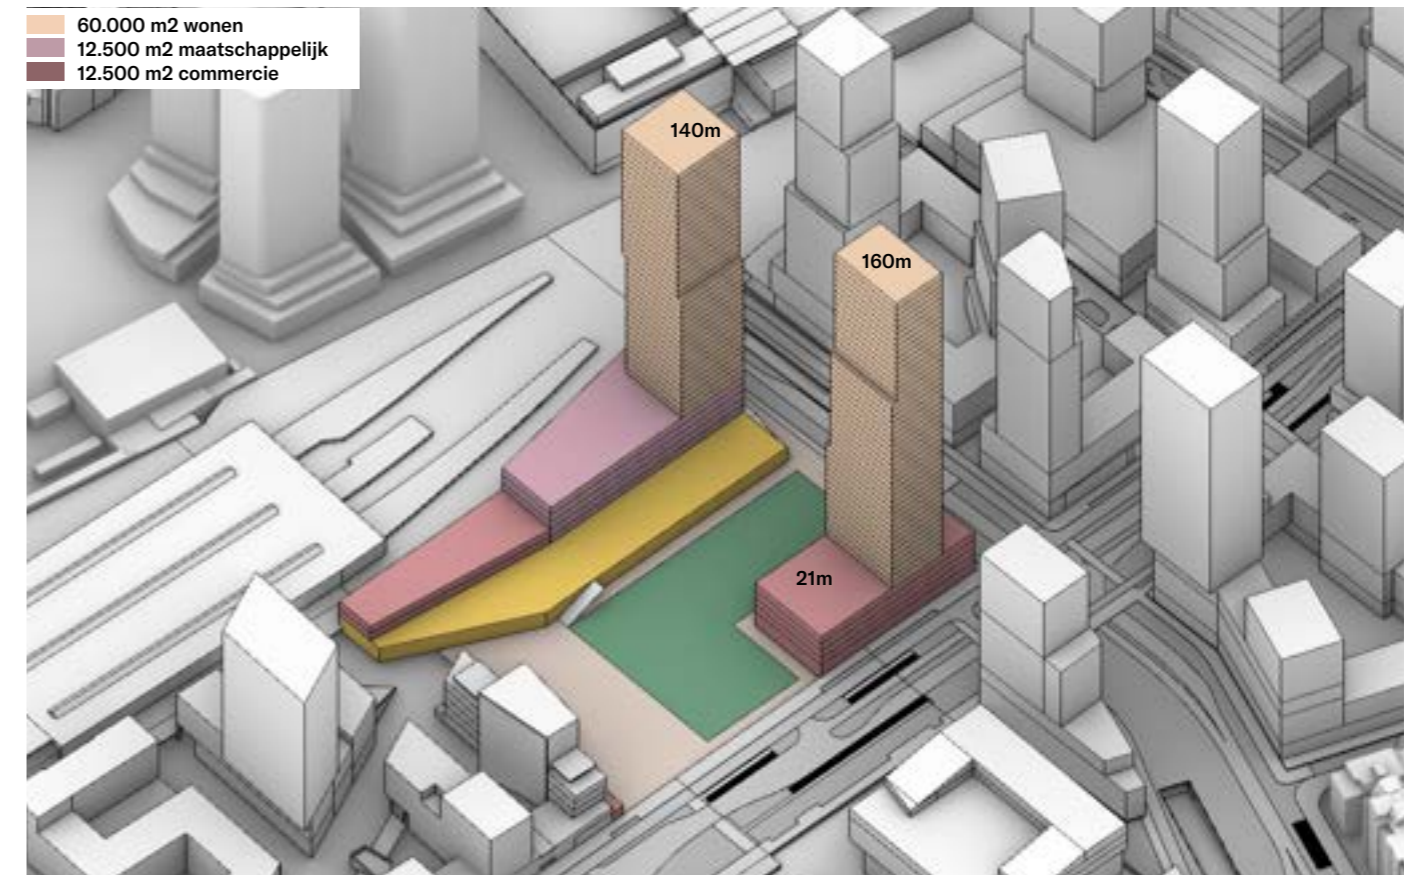 60.000 m2 wonen
12.500 m2 maatschappelijk
12.500 m2 commercie
140m
160m
21m